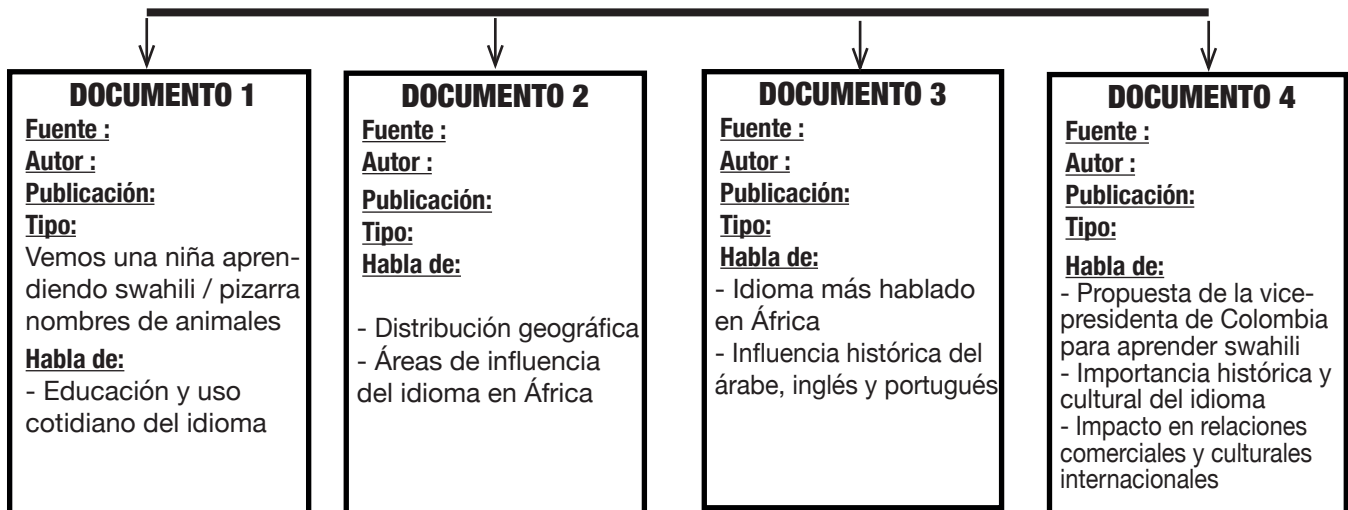 DOCUMENTO 1
Fuente :
Autor :
Publicación:
Tipo:
Vemos una niña apren-
diendo swahili / pizarra
nombres de animales
Habla de:
- Educación y uso
cotidiano del idioma
DOCUMENTO 2
Fuente :
Autor :
Publicación:
Tipo:
Habla de:
- Distribución geográfica
- Áreas de influencia
del idioma en África
DOCUMENTO 3
Fuente :
Autor :
Publicación:
Tipo:
Habla de:
- Idioma más hablado
en África
- Influencia histórica del
árabe, inglés y portugués
DOCUMENTO 4
Fuente :
Autor :
Publicación:
Tipo:
Habla de:
- Propuesta de la vice-
presidenta de Colombia
para aprender swahili
- Importancia histórica y
cultural del idioma
- Impacto en relaciones
comerciales y culturales
internacionales